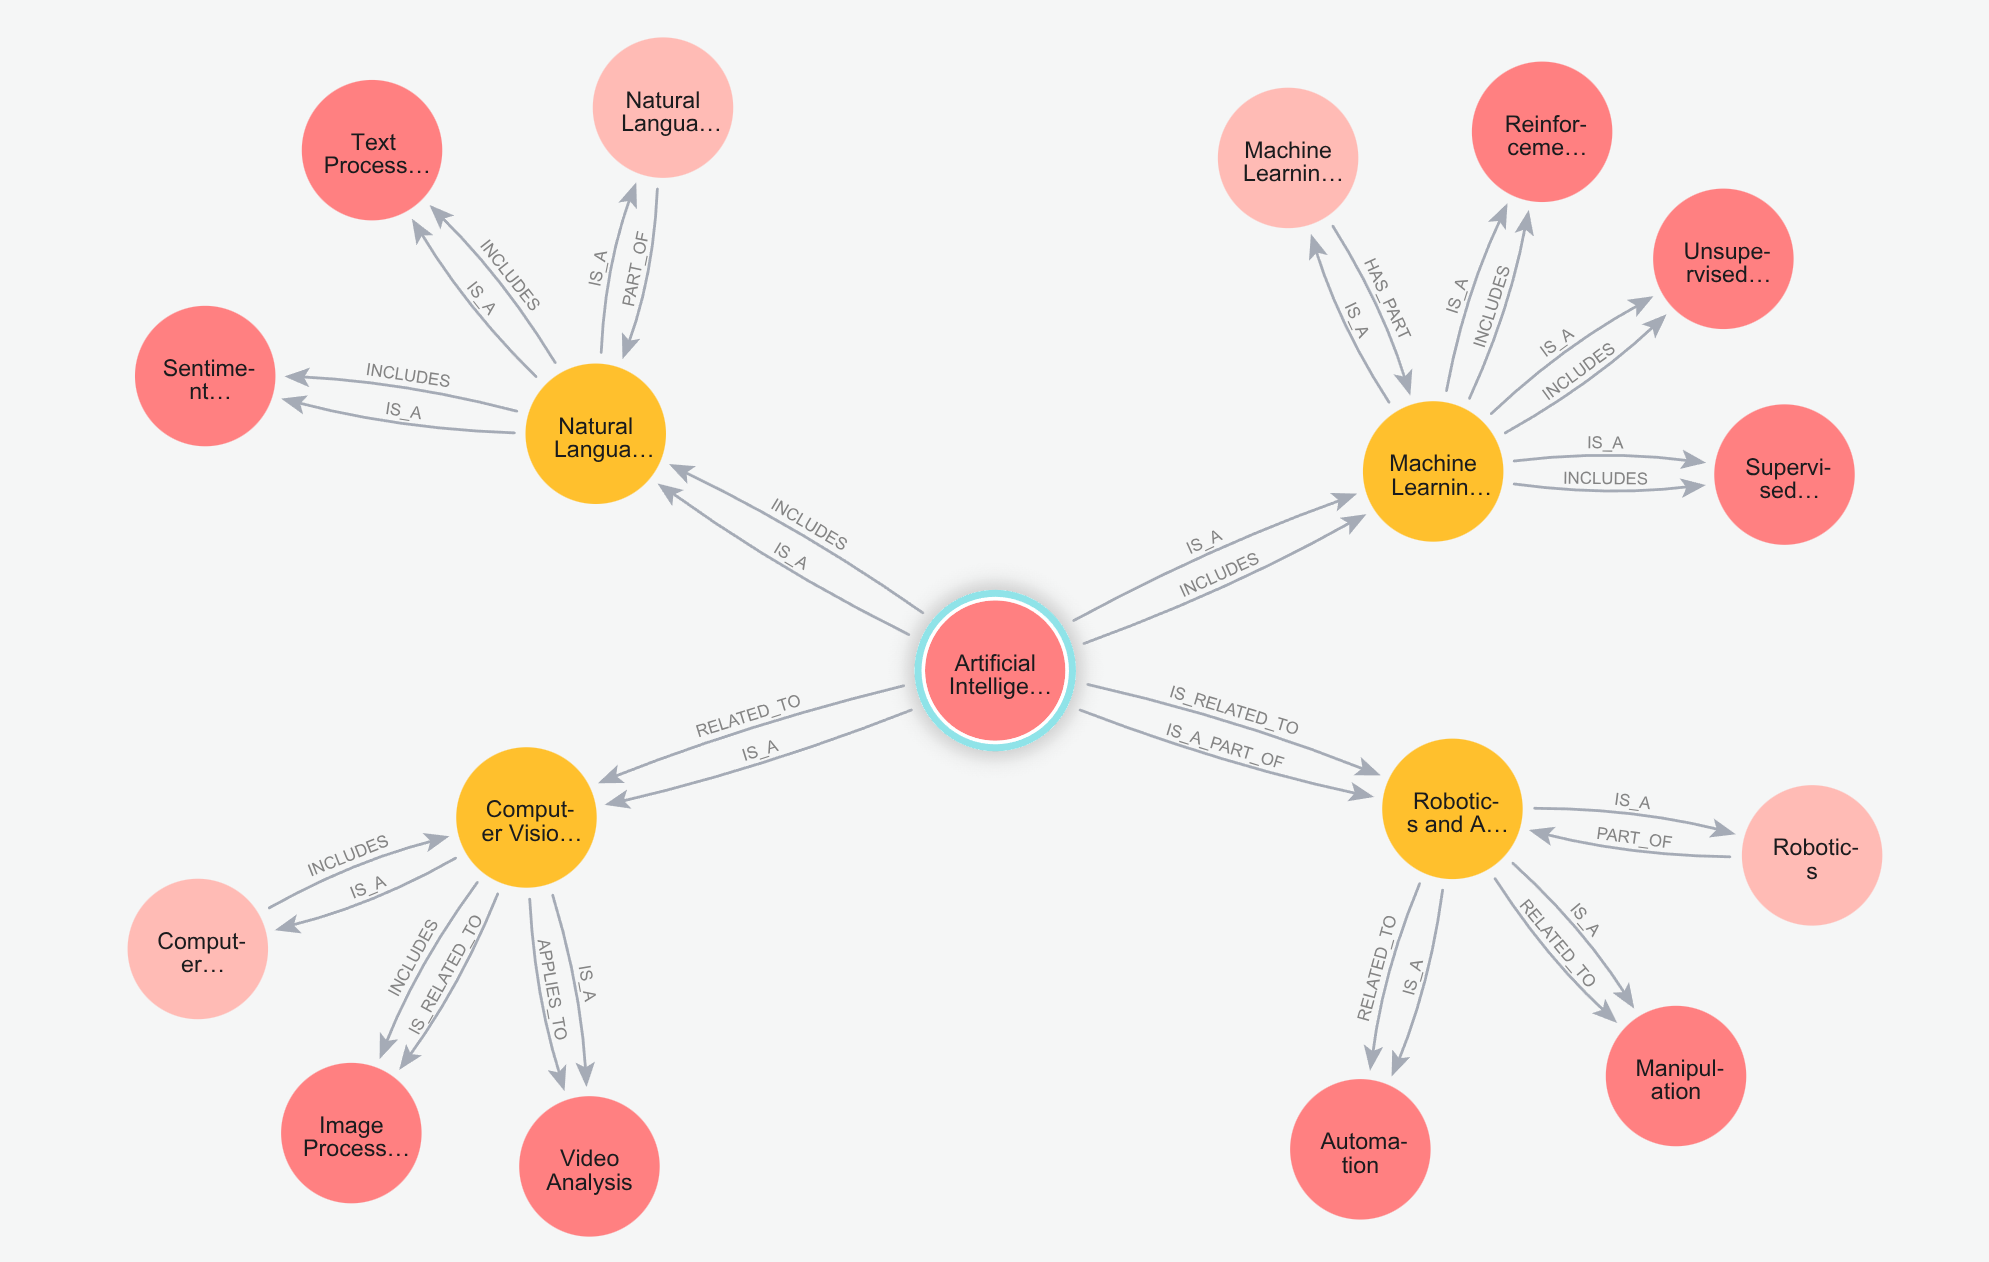 Text
Process…
Natural
Langua…
INCLUDES
IS_A
IS_A
PART_OF
Sentime-
nt…
INCLUDES
IS_A
Natural
Langua…
INCLUDES
IS_A
Machine
Learnin…
Reinfor-
ceme…
Unsupe-
rvised…
HAS_PART
IS_A
IS_A
INCLUDES
IS_A
INCLUDES
Machine
Learnin…
IS_A
INCLUDES
Supervi-
sed…
IS_A
INCLUDES
Artificial
Intellige…
RELATED_TO
IS_A
IS_RELATED_TO
IS_A_PART_OF
Comput-
er Visio…
INCLUDES
IS_A
Comput-
er…
INCLUDES
IS_RELATED_TO
APPLIES_TO
IS_A
Image
Process…
Video
Analysis
Robotic-
s and A…
IS_A
PART_OF
Robotic-
s
RELATED_TO
IS_A
IS_A
RELATED_TO
Manipul-
ation
Automa-
tion